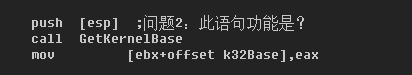 push [esp] ;问题2：此语句功能是？
call GetKernelBase
mov [ebx+offset k32Base],eax